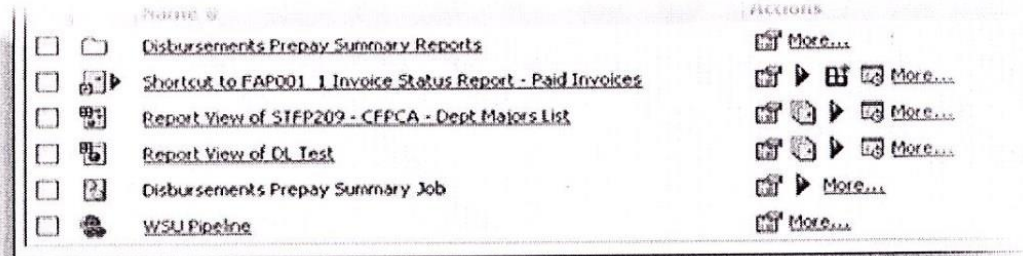 Name
Actions
Disbursements Prepay Summary Reports
More...
Shortcut to FAP001_1 Invoice Status Report - Paid Invoices
More...
Report View of STFP209 - CFPCA - Dept Majors List
More...
Report View of DL Test
More...
Disbursements Prepay Summary Job
More...
WSU Pipeline
More...